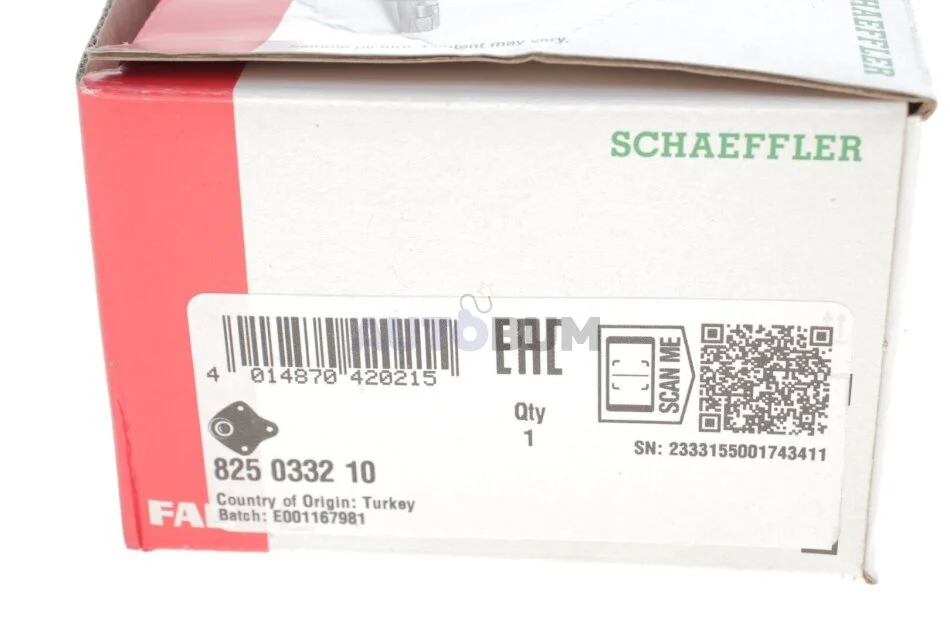 Sample picture. Content may vary.
SCHAEFFLER
SCHAEFFLER
AUTOBUM
EAC
4 014870 420215
SCAN ME
Qty
1
SN: 2333155001743411
825 0332 10
Country of Origin: Turkey
Batch: E001167981
FA